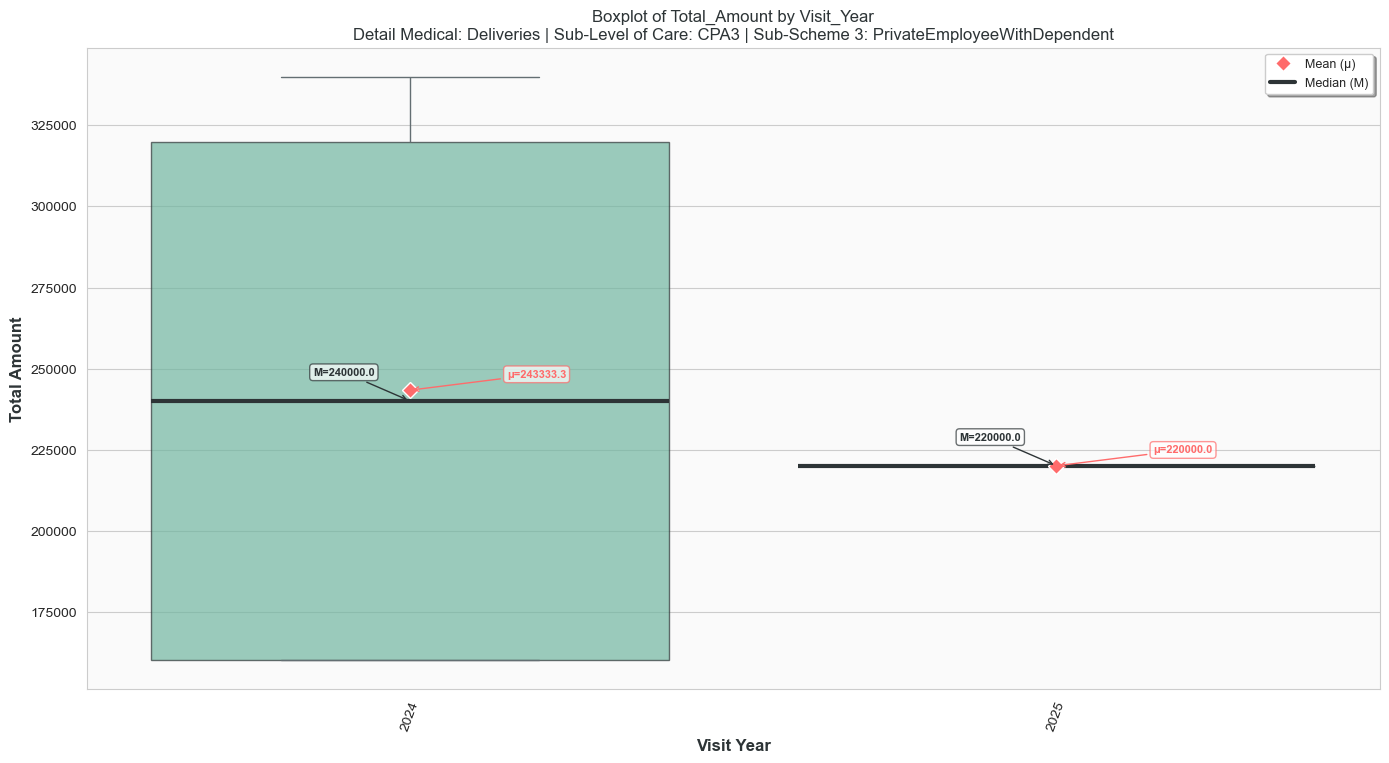 Boxplot of Total_Amount by Visit_Year
Detail Medical: Deliveries | Sub-Level of Care: CPA3 | Sub-Scheme 3: PrivateEmployeeWithDependent
Mean (μ)
Median (M)
Total Amount
325000
300000
275000
250000
225000
200000
175000
M=240000.0
μ=243333.3
M=220000.0
μ=220000.0
2024
2025
Visit Year